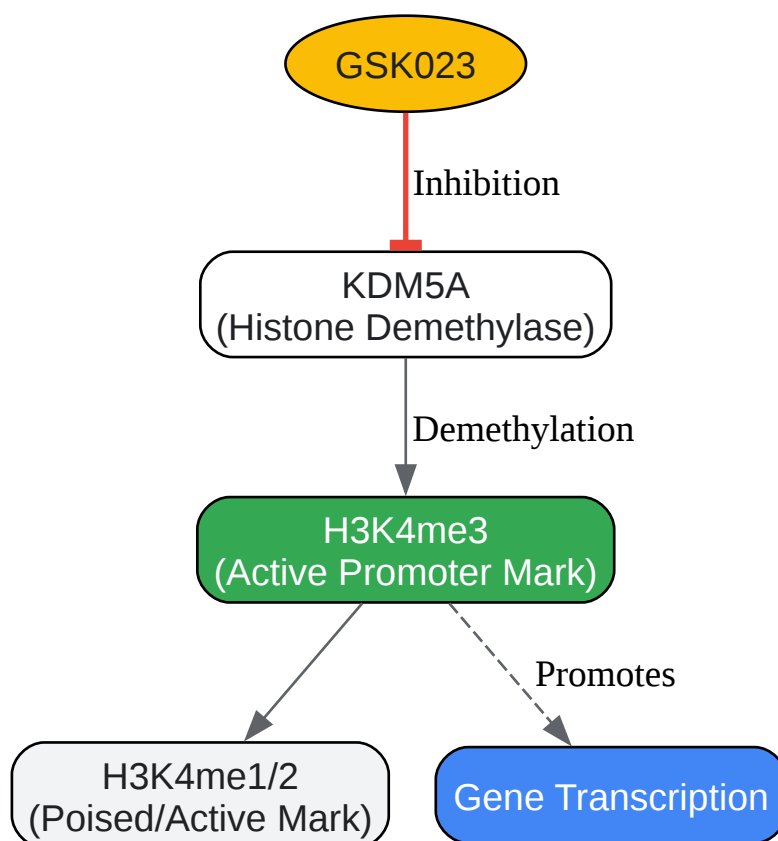 GSK023
Inhibition
KDM5A
(Histone Demethylase)
Demethylation
H3K4me3
(Active Promoter Mark)
Promotes
H3K4me1/2
(Poised/Active Mark)
Gene Transcription